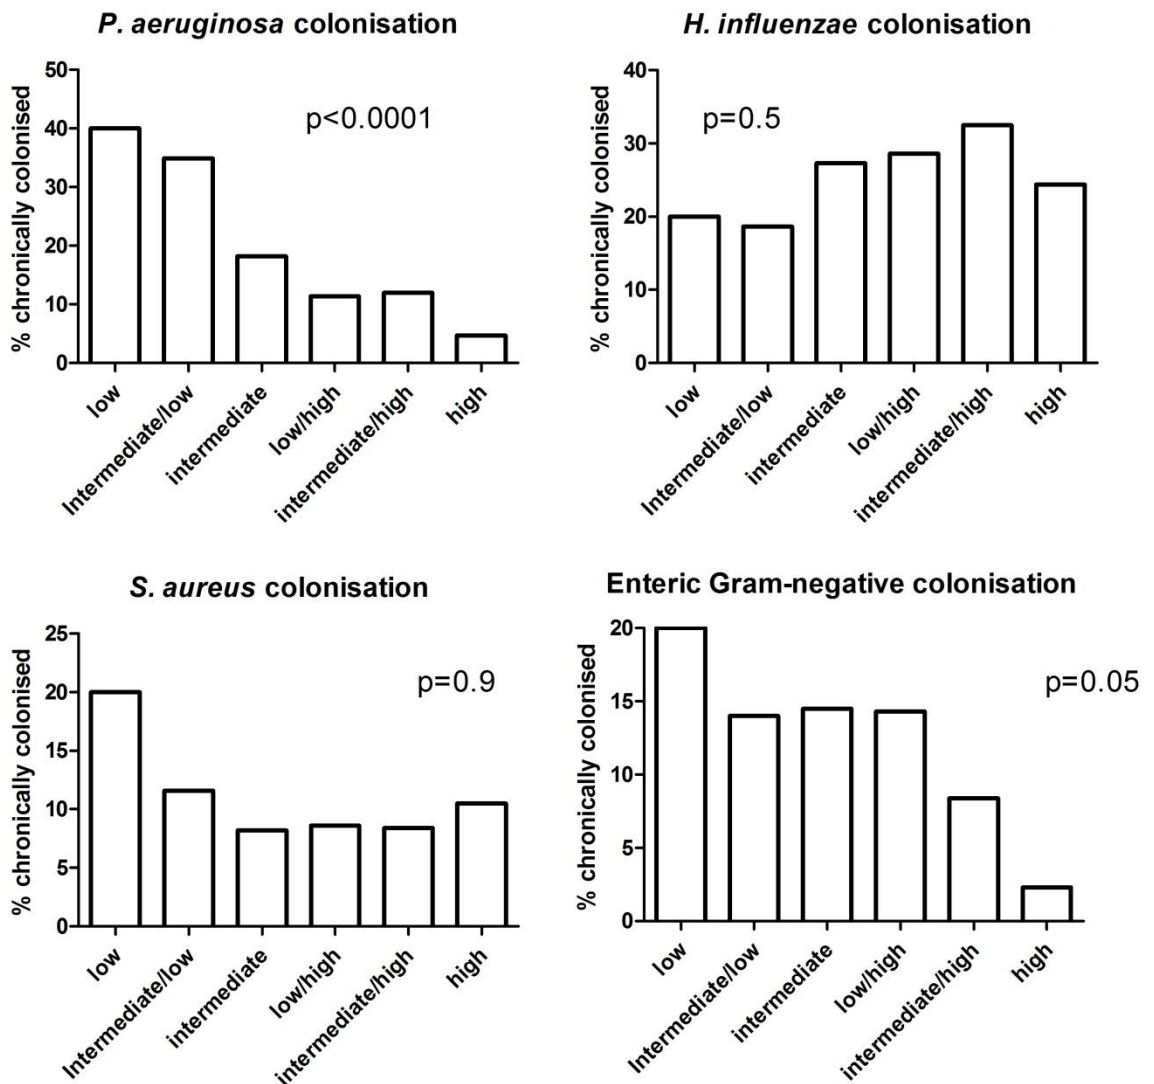 P. aeruginosa colonisation
% chronically colonised
50
40
30
20
10
0
p<0.0001
low
Intermediate/low
intermediate
low/high
intermediate/high
high
H. influenzae colonisation
% chronically colonised
40
30
20
10
0
p=0.5
low
Intermediate/low
intermediate
low/high
intermediate/high
high
S. aureus colonisation
% chronically colonised
25
20
15
10
5
0
p=0.9
low
Intermediate/low
intermediate
low/high
intermediate/high
high
Enteric Gram-negative colonisation
% chronically colonised
20
15
10
5
0
p=0.05
low
Intermediate/low
intermediate
low/high
intermediate/high
high